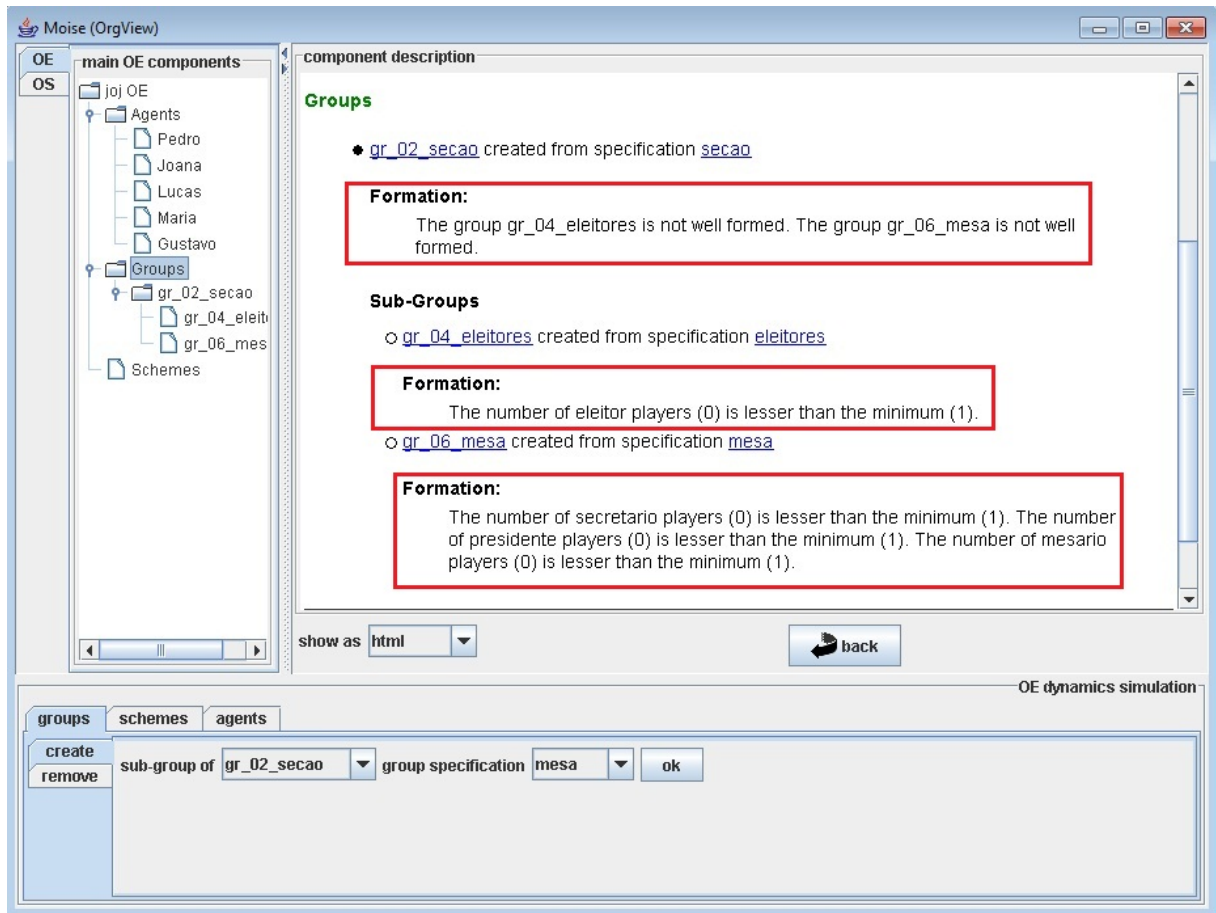 Moise (OrgView)
OE
OS
main OE components
joj OE
Agents
Pedro
Joana
Lucas
Maria
Gustavo
Groups
gr_02_secao
gr_04_eleit
gr_06_mes
Schemes
component description
Groups
gr_02_secao created from specification secao
Formation:
The group gr_04_eleitores is not well formed. The group gr_06_mesa is not well
formed.
Sub-Groups
gr_04_eleitores created from specification eleitores
Formation:
The number of eleitor players (0) is lesser than the minimum (1).
gr_06_mesa created from specification mesa
Formation:
The number of secretario players (0) is lesser than the minimum (1). The number
of presidente players (0) is lesser than the minimum (1). The number of mesario
players (0) is lesser than the minimum (1).
show as html
back
OE dynamics simulation
groups schemes agents
create
remove
sub-group of gr_02_secao group specification mesa ok